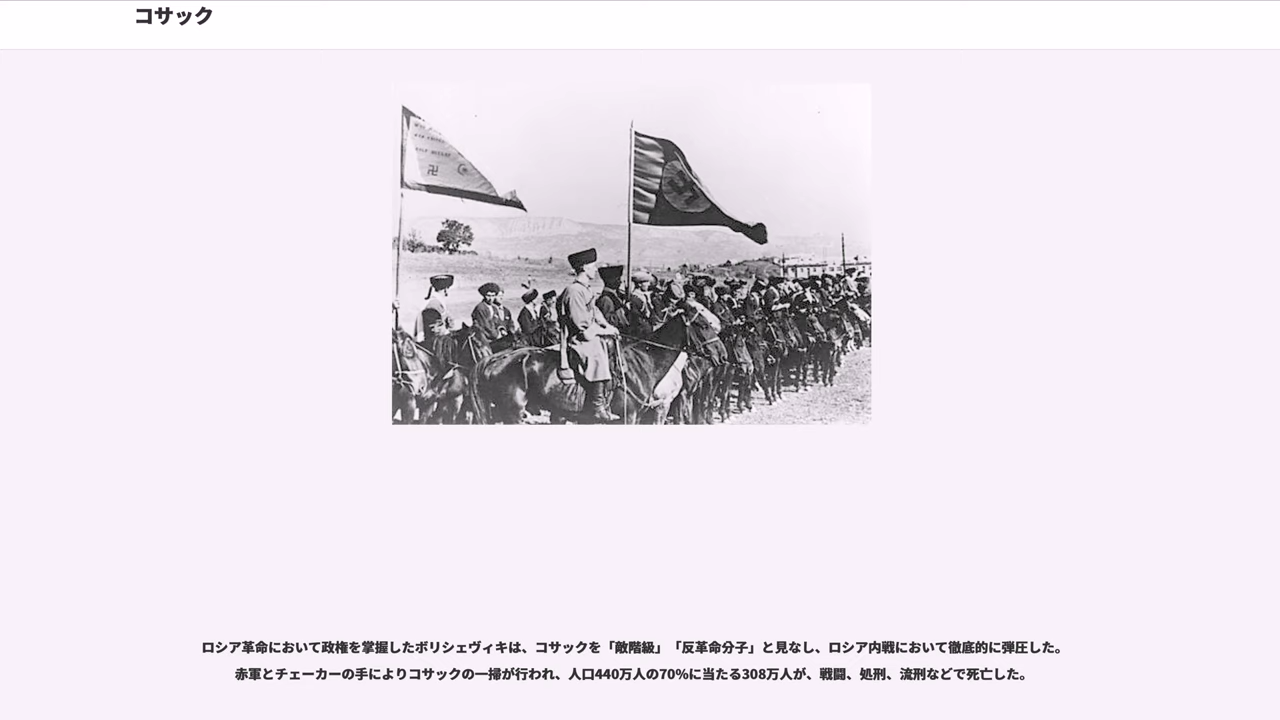 コサック
ロシア革命において政権を掌握したボリシェヴィキは、コサックを「敵階級」「反革命分子」と見なし、ロシア内戦において徹底的に弾圧した。
赤軍とチェーカーの手によりコサックの一掃が行われ、人口440万人の70%に当たる308万人が、戦闘、処刑、流刑などで死亡した。